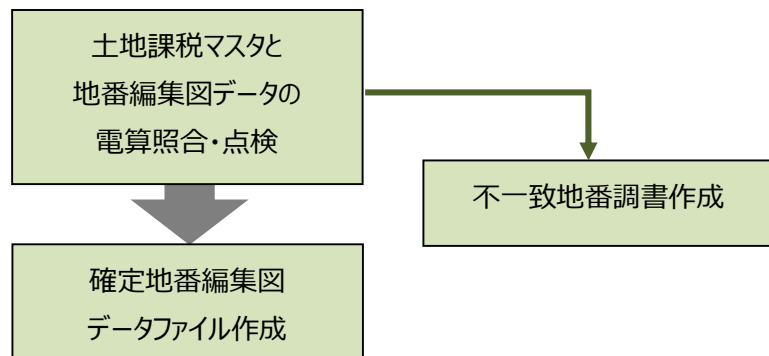 土地課税マスタと
地番編集図データの
電算照合・点検
不一致地番調書作成
確定地番編集図
データファイル作成